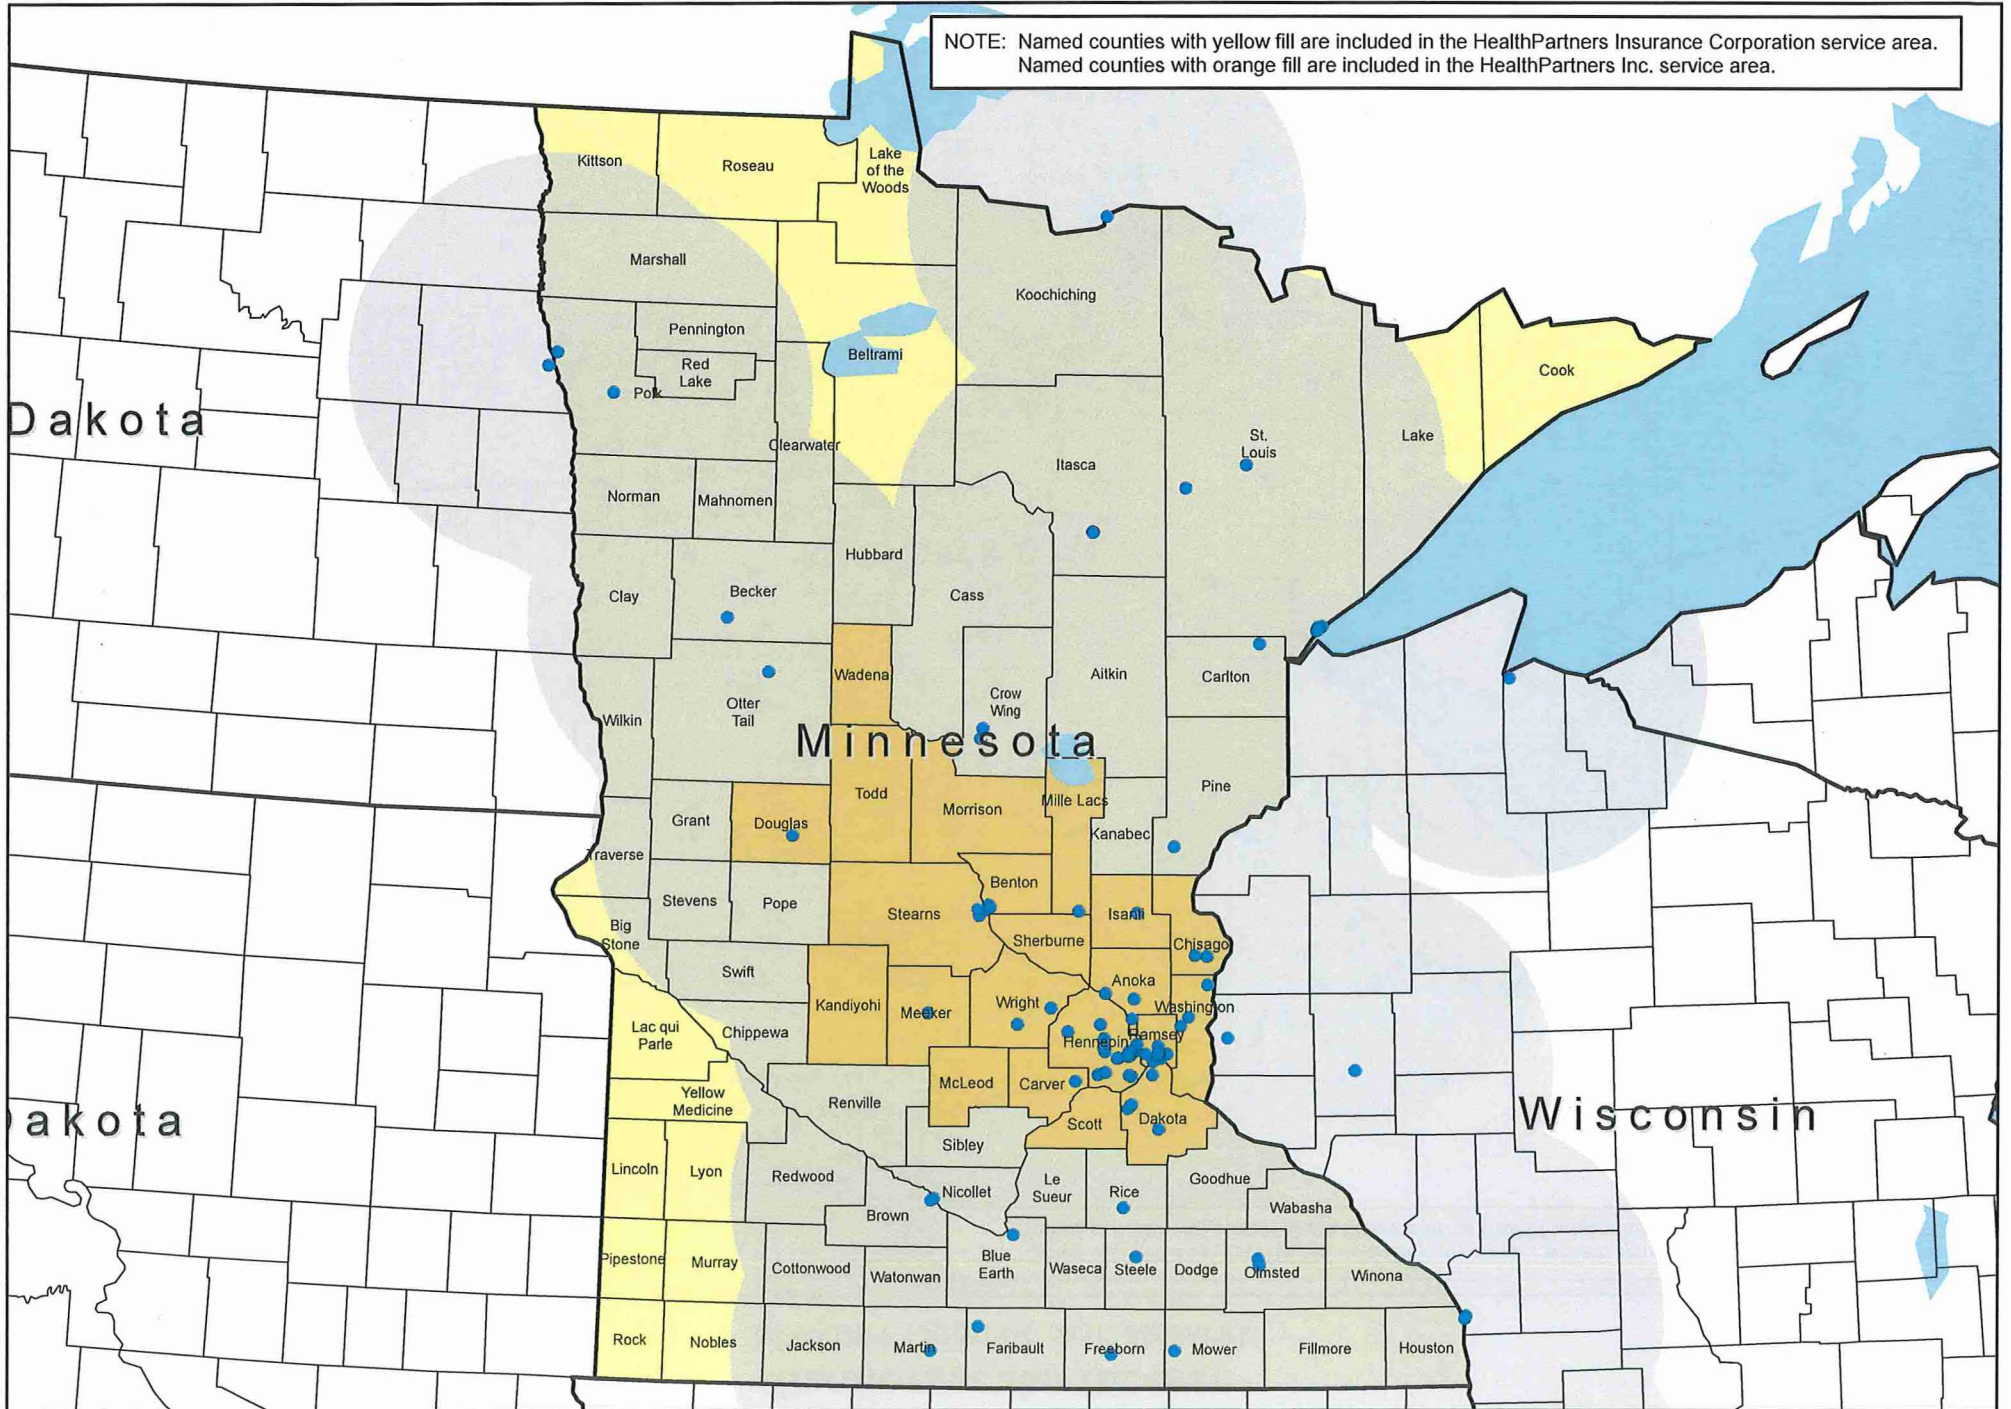 NOTE: Named counties with yellow fill are included in the HealthPartners Insurance Corporation service area.
Named counties with orange fill are included in the HealthPartners Inc. service area.
Kittson
Roseau
Lake
of the
Woods
Marshall
Koochiching
Pennington
Red
Lake
Beltrami
Cook
Polk
Dakota
Clearwater
St.
Louis
Lake
Itasca
Norman
Mahnomen
Hubbard
Clay
Becker
Cass
Wadena
Aitkin
Carlton
Otter
Tail
Crow
Wing
Wilkin
Minnesota
Pine
Todd
Morrison
Mille Lacs
Grant
Douglas
Kanabec
Traverse
Benton
Stevens
Pope
Stearns
Isanti
Big
Stone
Sherburne
Chisago
Swift
Anoka
Kandiyohi
Meeker
Wright
Washington
Lac qui
Parle
Chippewa
Hennepin
Ramsey
McLeod
Carver
Yellow
Medicine
Renville
Dakota
Wisconsin
Scott
Dakota
Sibley
Lincoln
Lyon
Redwood
Nicollet
Le
Sueur
Rice
Goodhue
Brown
Wabasha
Pipestone
Murray
Cottonwood
Watonwan
Blue
Earth
Waseca
Steele
Dodge
Olmsted
Winona
Rock
Nobles
Jackson
Martin
Faribault
Freeborn
Mower
Fillmore
Houston